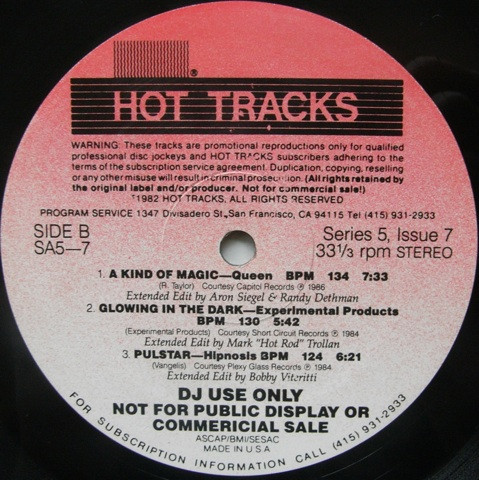 ®
HOT TRACKS
WARNING: These tracks are promotional reproductions only for qualified
professional disc jockeys and HOT TRACKS subscribers adhering to the
terms of the subscription service agreement. Duplication, copying, reselling
or any other misuse will result in criminal prosecution. (All rights retained by
the original label and/or producer. Not for commercial sale!)
©1982 HOT TRACKS, ALL RIGHTS RESERVED
PROGRAM SERVICE 1347 Divisadero St., San Francisco, CA 94115 Tel (415) 931-2933
SIDE B
SA5—7
Series 5, Issue 7
33⅓ rpm STEREO
1. A KIND OF MAGIC—Queen BPM 134 7:33
(R. Taylor) Courtesy Capitol Records ℗ 1986
Extended Edit by Aron Siegel & Randy Dethman
2. GLOWING IN THE DARK—Experimental Products
BPM 130 5:42
(Experimental Products) Courtesy Short Circuit Records ℗ 1984
Extended Edit by Mark "Hot Rod" Trollan
3. PULSTAR—Hipnosis BPM 124 6:21
(Vangelis) Courtesy Plexy Glass Records ℗ 1984
Extended Edit by Bobby Viteritti
DJ USE ONLY
NOT FOR PUBLIC DISPLAY OR
COMMERICIAL SALE
ASCAP/BMI/SESAC
MADE IN U.S.A
FOR SUBSCRIPTION INFORMATION CALL (415) 931-2933